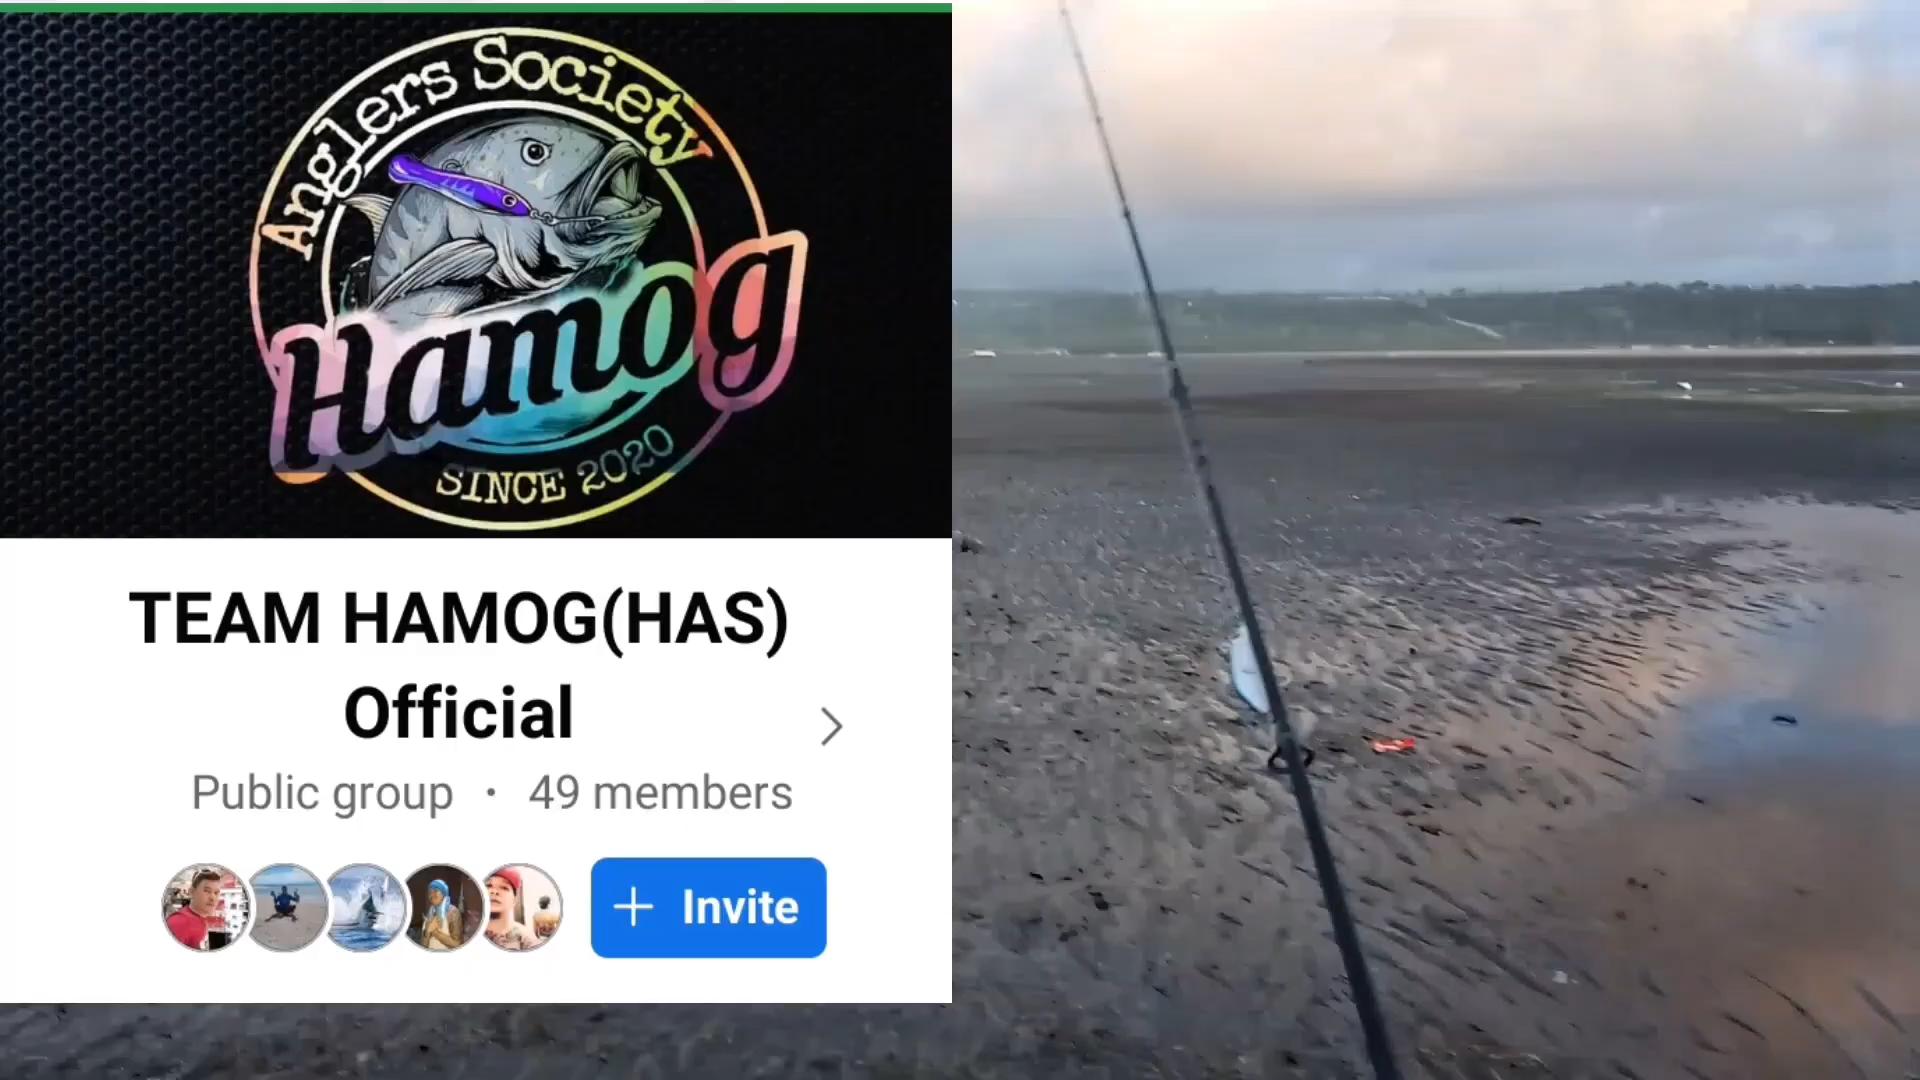 Anglers Society
Hamog
SINCE 2020
TEAM HAMOG(HAS)
Official
Public group · 49 members
+ Invite